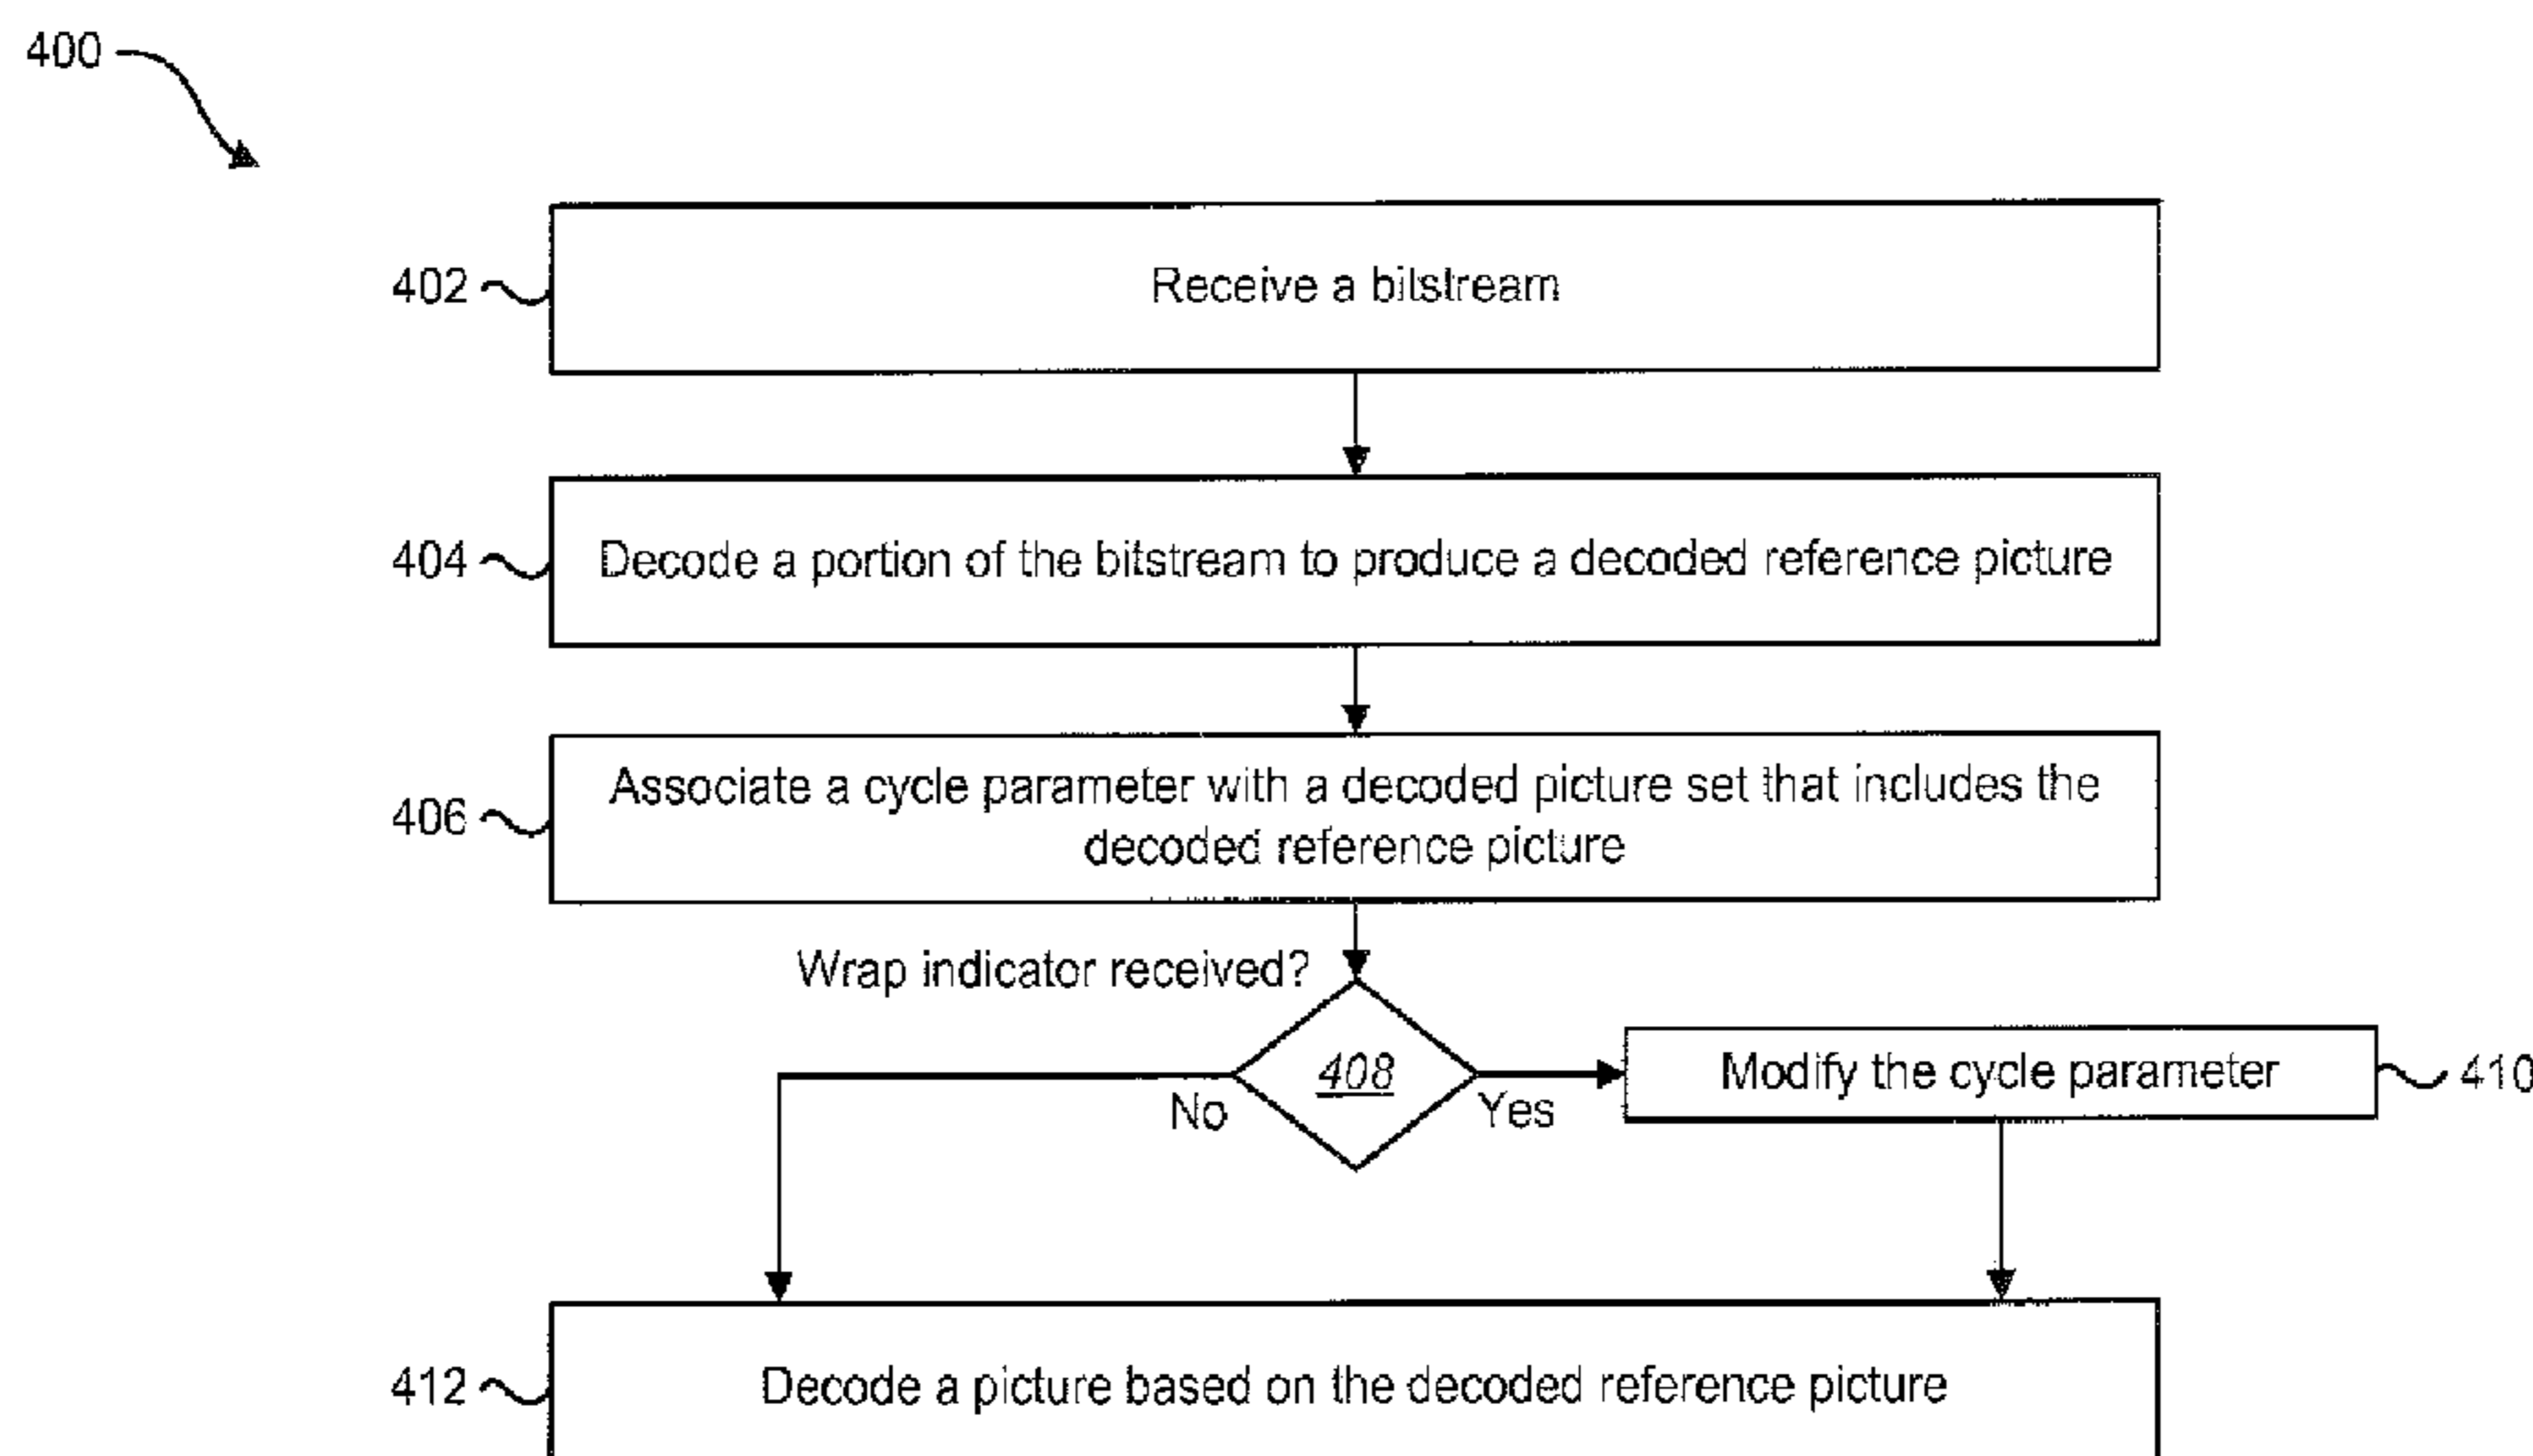 400
402
Receive a bitstream
404
Decode a portion of the bitstream to produce a decoded reference picture
406
Associate a cycle parameter with a decoded picture set that includes the
decoded reference picture
Wrap indicator received?
408
No
Yes
Modify the cycle parameter
410
412
Decode a picture based on the decoded reference picture